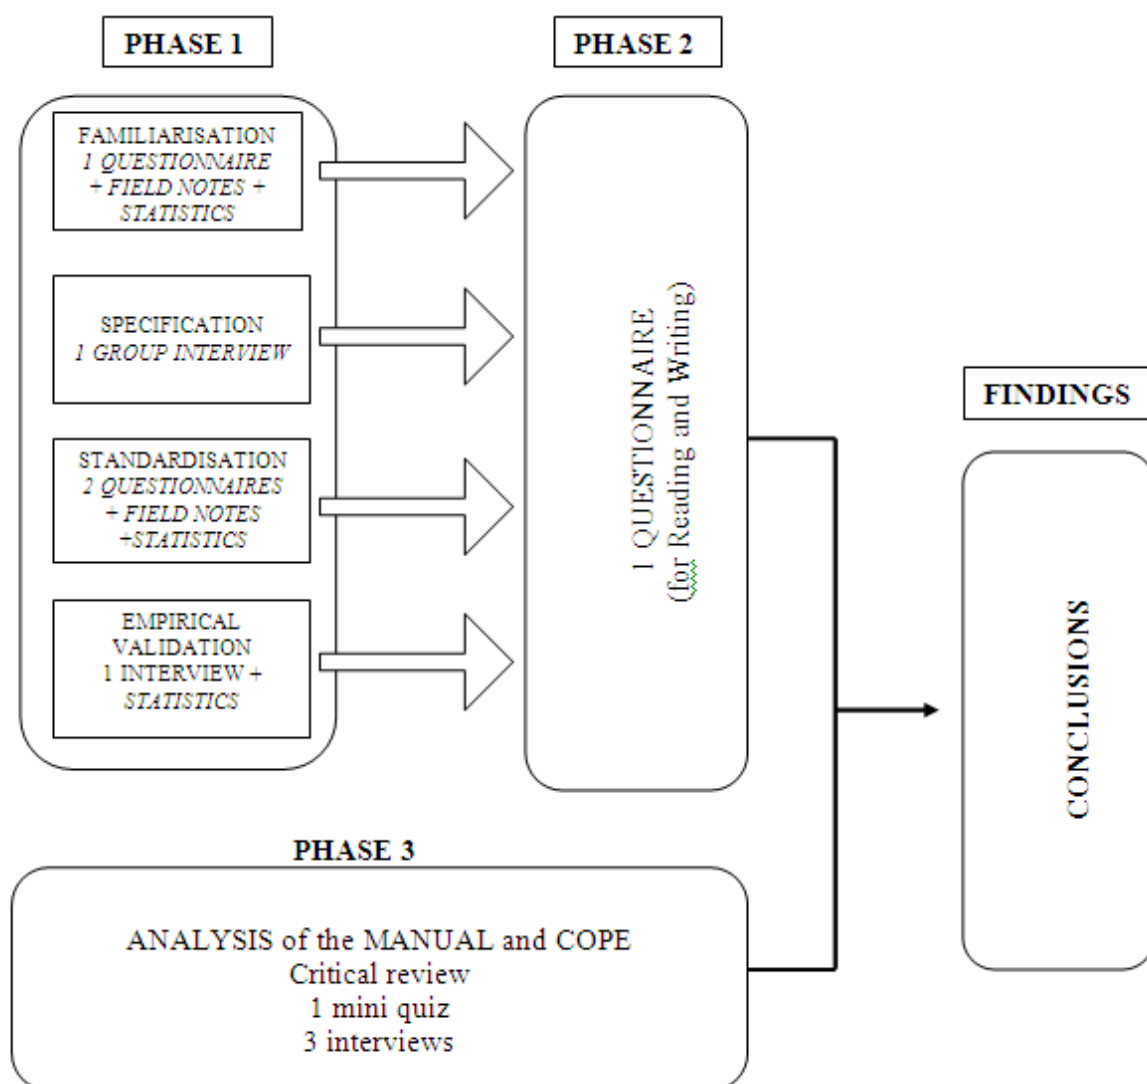 PHASE 1
FAMILIARISATION
1 QUESTIONNAIRE
+ FIELD NOTES +
STATISTICS
SPECIFICATION
1 GROUP INTERVIEW
STANDARDISATION
2 QUESTIONNAIRES
+ FIELD NOTES
+STATISTICS
EMPIRICAL
VALIDATION
1 INTERVIEW +
STATISTICS
PHASE 2
1 QUESTIONNAIRE
(for Reading and Writing)
PHASE 3
ANALYSIS of the MANUAL and COPE
Critical review
1 mini quiz
3 interviews
FINDINGS
CONCLUSIONS